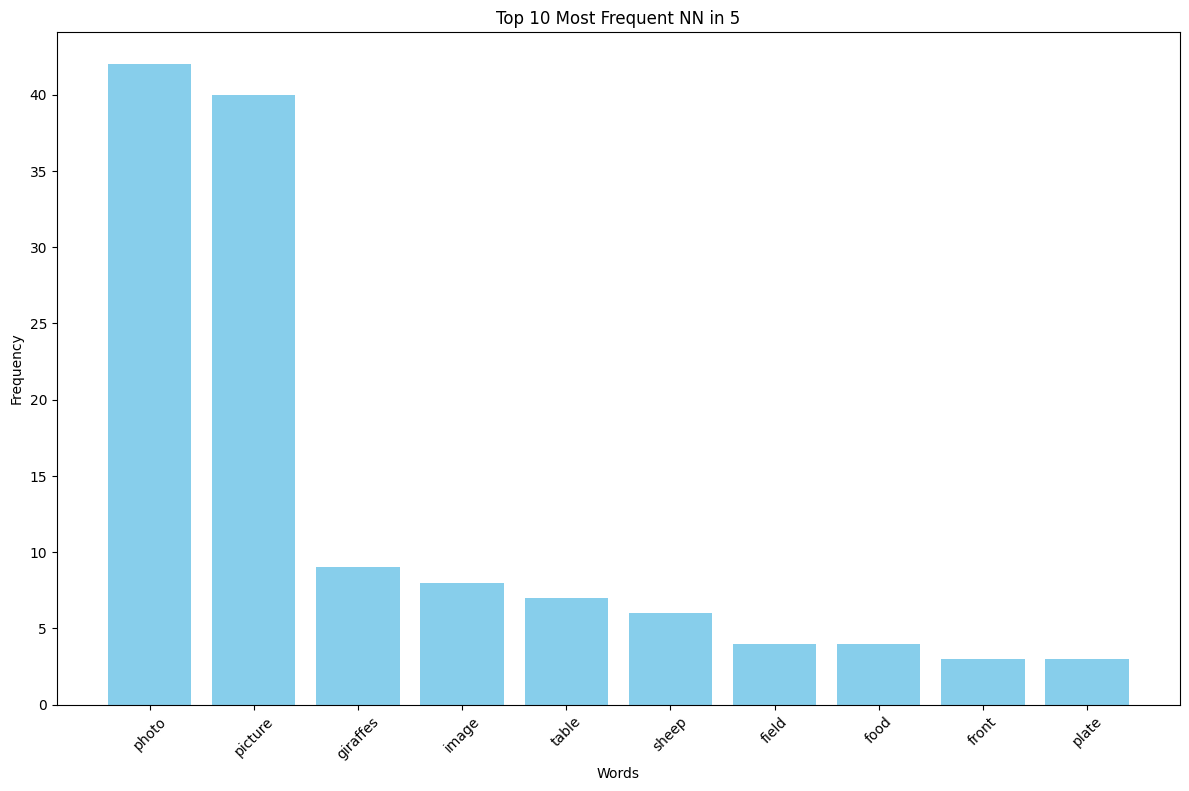 Top 10 Most Frequent NN in 5
Frequency
40
35
30
25
20
15
10
5
0
photo picture giraffes image table sheep field food front plate
Words